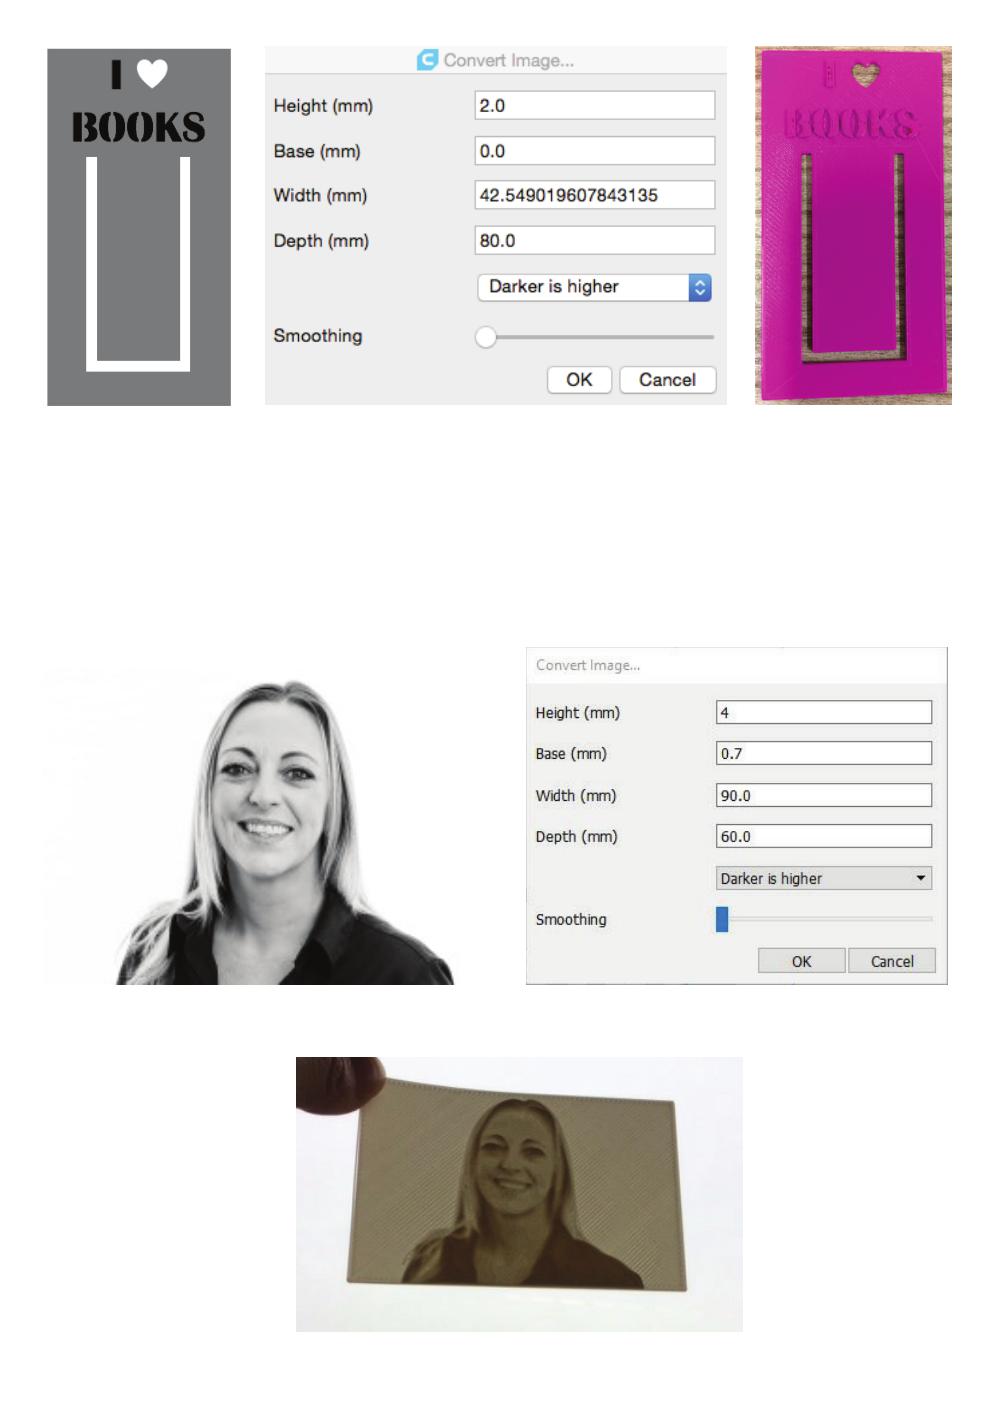 I
BOOKS
Convert Image...
Height (mm)
2.0
Base (mm)
0.0
Width (mm)
42.549019607843135
Depth (mm)
80.0
Darker is higher
Smoothing
OK
Cancel
I
BOOKS
Convert Image...
Height (mm)
4
Base (mm)
0.7
Width (mm)
90.0
Depth (mm)
60.0
Darker is higher
Smoothing
OK
Cancel